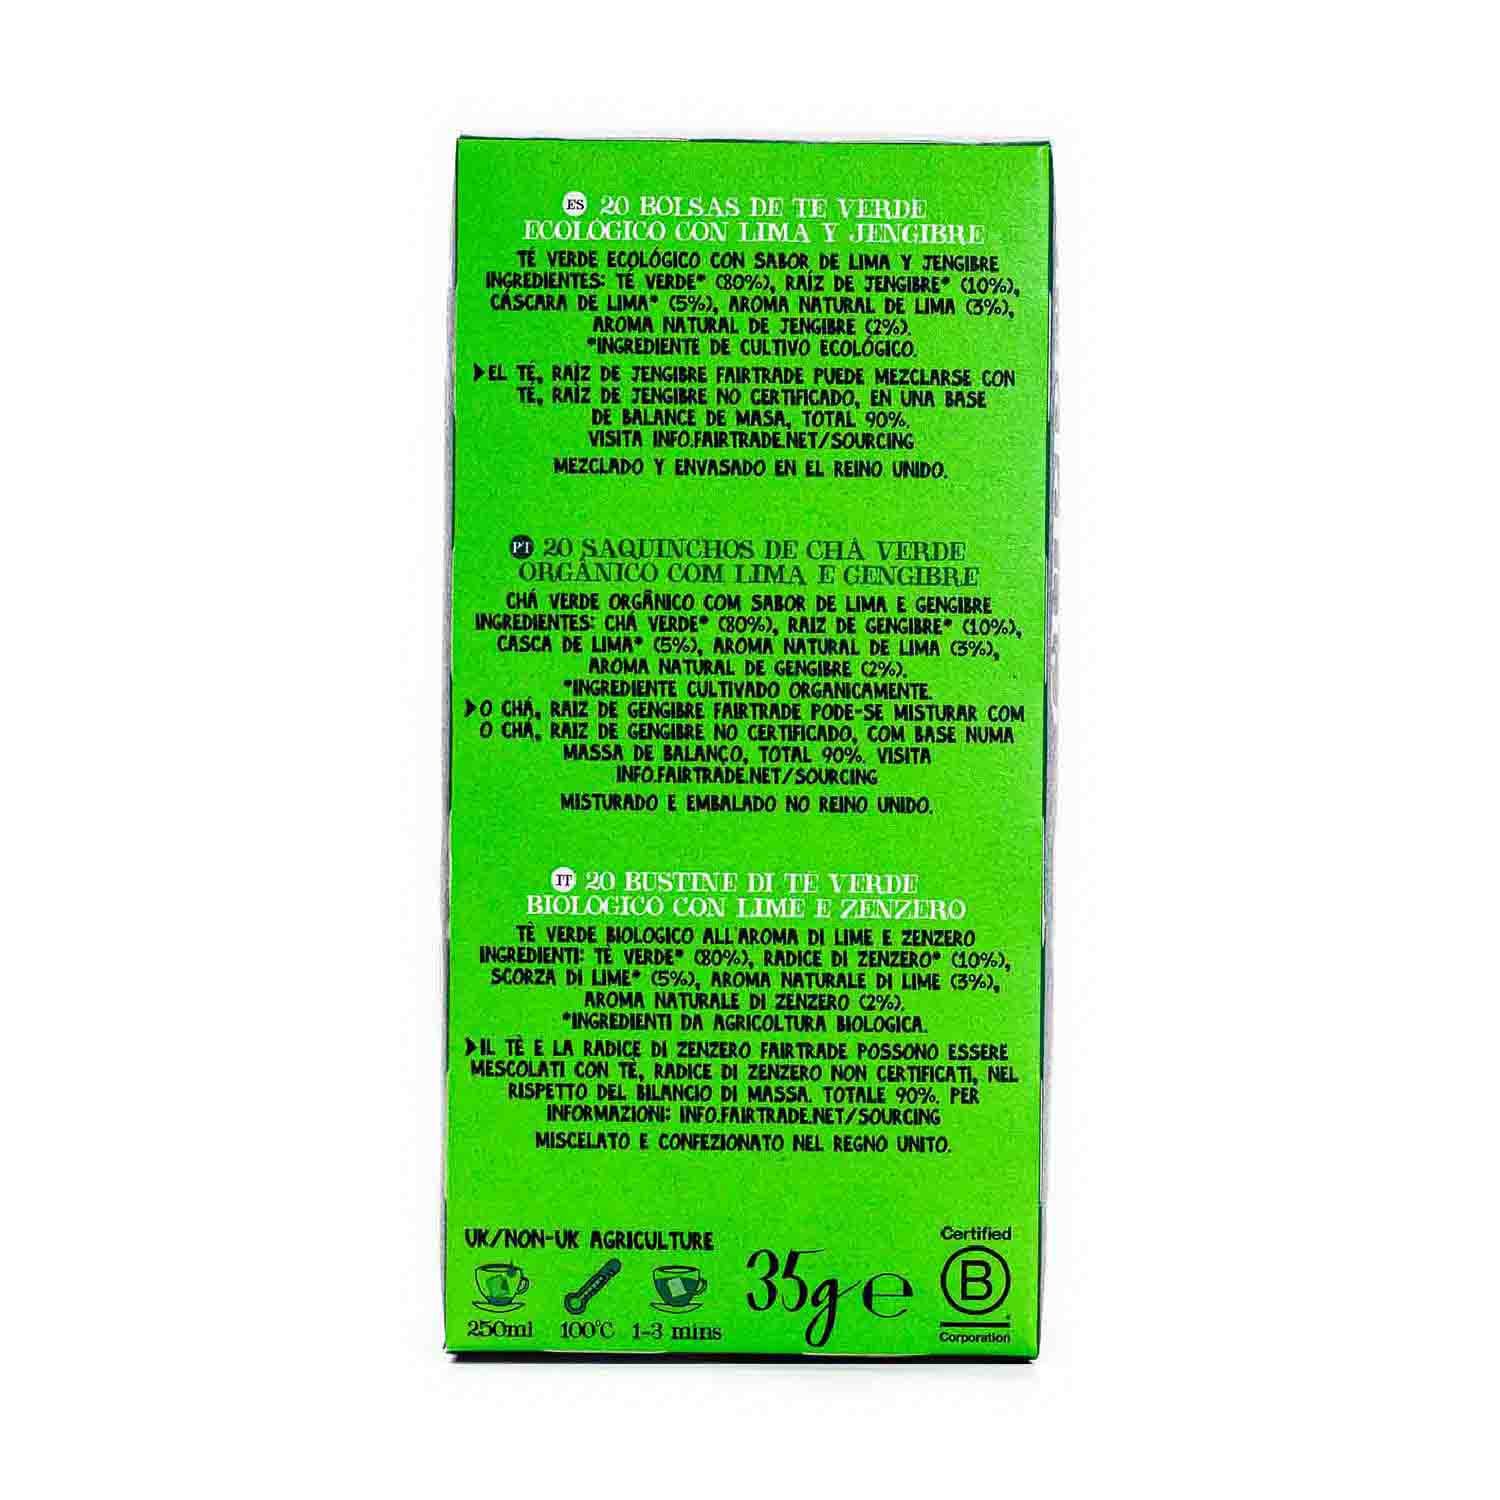 ES 20 BOLSAS DE TÉ VERDE
ECOLÓGICO CON LIMA Y JENGIBRE
TÉ VERDE ECOLÓGICO CON SABOR DE LIMA Y JENGIBRE
INGREDIENTES: TÉ VERDE* (80%), RAÍZ DE JENGIBRE* (10%),
CÁSCARA DE LIMA* (5%), AROMA NATURAL DE LIMA (3%),
AROMA NATURAL DE JENGIBRE (2%).
*INGREDIENTE DE CULTIVO ECOLÓGICO.
EL TÉ, RAÌZ DE JENGIBRE FAIRTRADE PUEDE MEZCLARSE CON
TÉ, RAÌZ DE JENGIBRE NO CERTIFICADO, EN UNA BASE
DE BALANCE DE MASA, TOTAL 90%.
VISITA INFO.FAIRTRADE.NET/SOURCING
MEZCLADO Y ENVASADO EN EL REINO UNIDO.
PT 20 SAQUINCHOS DE CHÁ VERDE
ORGÂNICO COM LIMA E GENGIBRE
CHÁ VERDE ORGÂNICO COM SABOR DE LIMA E GENGIBRE
INGREDIENTES: CHÁ VERDE* (80%), RAIZ DE GENGIBRE* (10%),
CASCA DE LIMA* (5%), AROMA NATURAL DE LIMA (3%),
AROMA NATURAL DE GENGIBRE (2%).
*INGREDIENTE CULTIVADO ORGANICAMENTE.
O CHÁ, RAIZ DE GENGIBRE FAIRTRADE PODE-SE MISTURAR COM
O CHÁ, RAIZ DE GENGIBRE NO CERTIFICADO, COM BASE NUMA
MASSA DE BALANÇO, TOTAL 90%. VISITA
INFO.FAIRTRADE.NET/SOURCING
MISTURADO E EMBALADO NO REINO UNIDO.
IT 20 BUSTINE DI TÈ VERDE
BIOLOGICO CON LIME E ZENZERO
TÈ VERDE BIOLOGICO ALL'AROMA DI LIME E ZENZERO
INGREDIENTI: TÈ VERDE* (80%), RADICE DI ZENZERO* (10%),
SCORZA DI LIME* (5%), AROMA NATURALE DI LIME (3%),
AROMA NATURALE DI ZENZERO (2%).
*INGREDIENTI DA AGRICOLTURA BIOLOGICA.
IL TÈ E LA RADICE DI ZENZERO FAIRTRADE POSSONO ESSERE
MESCOLATI CON TÈ, RADICE DI ZENZERO NON CERTIFICATI, NEL
RISPETTO DEL BILANCIO DI MASSA. TOTALE 90%. PER
INFORMAZIONI: INFO.FAIRTRADE.NET/SOURCING
MISCELATO E CONFEZIONATO NEL REGNO UNITO.
UK/NON-UK AGRICULTURE
250ml 100°C 1-3 mins
35g e
Certified
B
Corporation